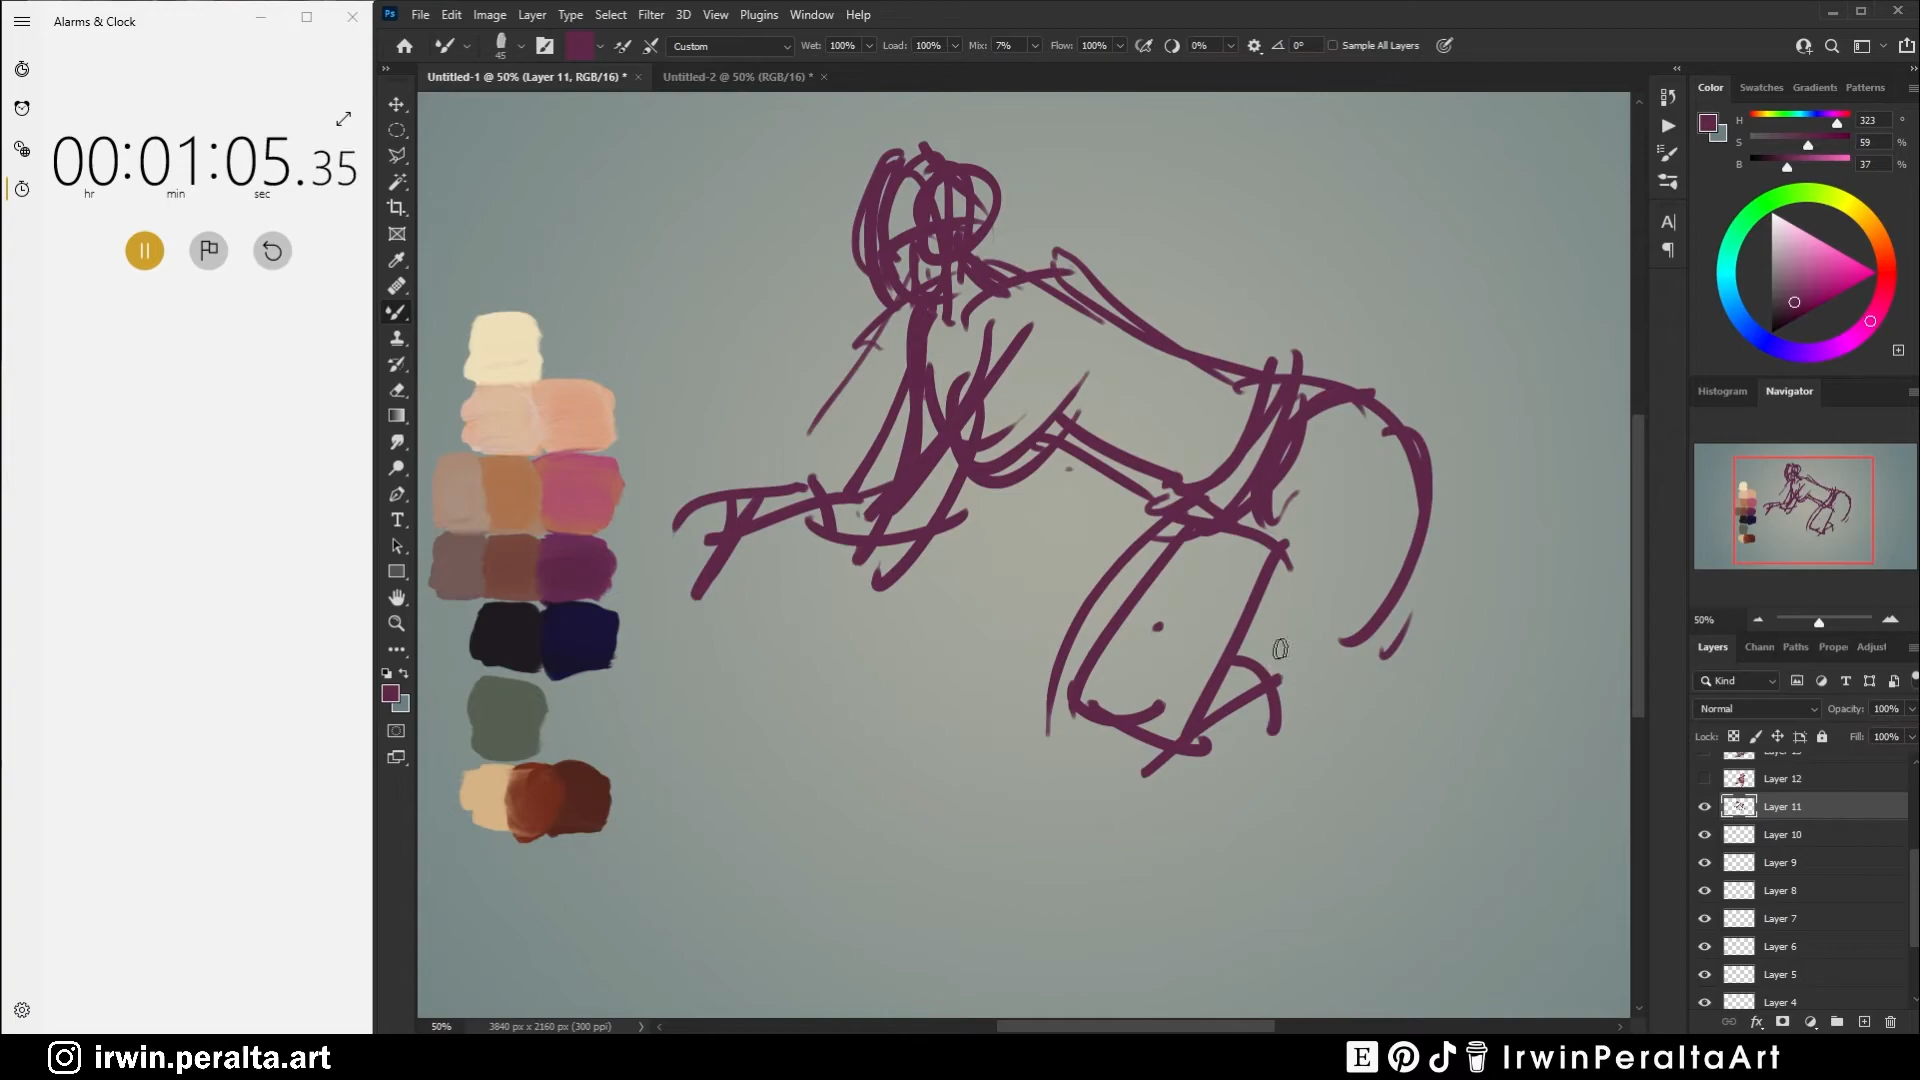 Alarms & Clock
00:01:05.35
hr min sec
Ps File Edit Image Layer Type Select Filter 3D View Plugins Window Help
45 Custom Wet: 100% Load: 100% Mix: 7% Flow: 100% 0% 0° Sample All Layers
Untitled-1 @ 50% (Layer 11, RGB/16) * Untitled-2 @ 50% (RGB/16) *
Color Swatches Gradients Patterns
H 323 °
S 59 %
B 37 %
Histogram Navigator
50%
Layers Chann Paths Prope Adjust
Kind
Normal Opacity: 100%
Lock: Fill: 100%
Layer 12
Layer 11
Layer 10
Layer 9
Layer 8
Layer 7
Layer 6
Layer 5
Layer 4
50% 3840 px x 2160 px (300 ppi)
irwin.peralta.art
E IrwinPeraltaArt